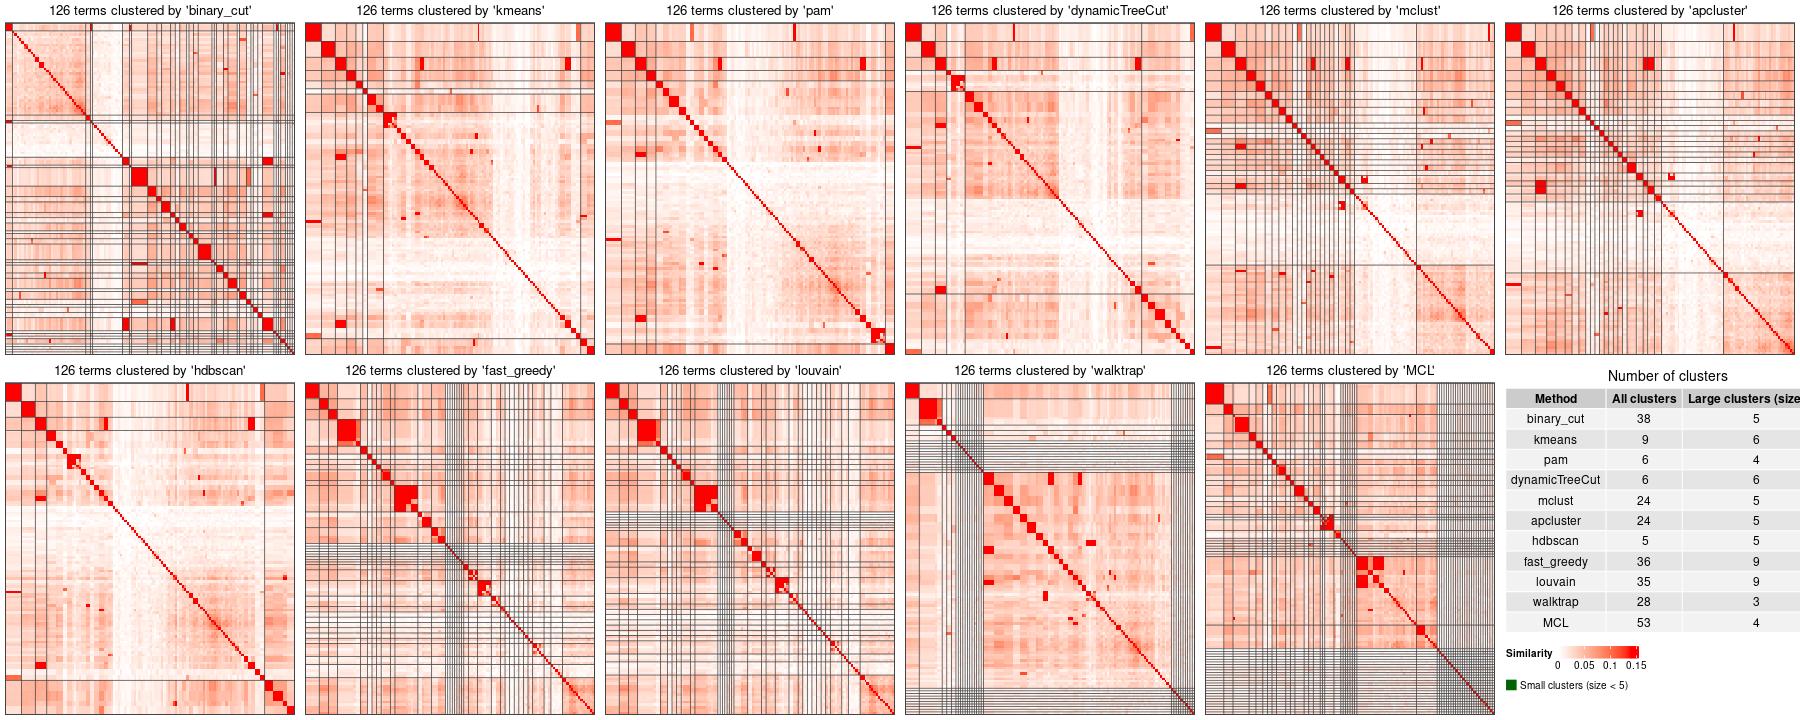 126 terms clustered by 'binary_cut'
126 terms clustered by 'kmeans'
126 terms clustered by 'pam'
126 terms clustered by 'dynamicTreeCut'
126 terms clustered by 'mclust'
126 terms clustered by 'apcluster'
126 terms clustered by 'hdbscan'
126 terms clustered by 'fast_greedy'
126 terms clustered by 'louvain'
126 terms clustered by 'walktrap'
126 terms clustered by 'MCL'
Number of clusters
Method All clusters Large clusters (size
binary_cut 38 5
kmeans 9 6
pam 6 4
dynamicTreeCut 6 6
mclust 24 5
apcluster 24 5
hdbscan 5 5
fast_greedy 36 9
louvain 35 9
walktrap 28 3
MCL 53 4
Similarity
0 0.05 0.1 0.15
Small clusters (size < 5)